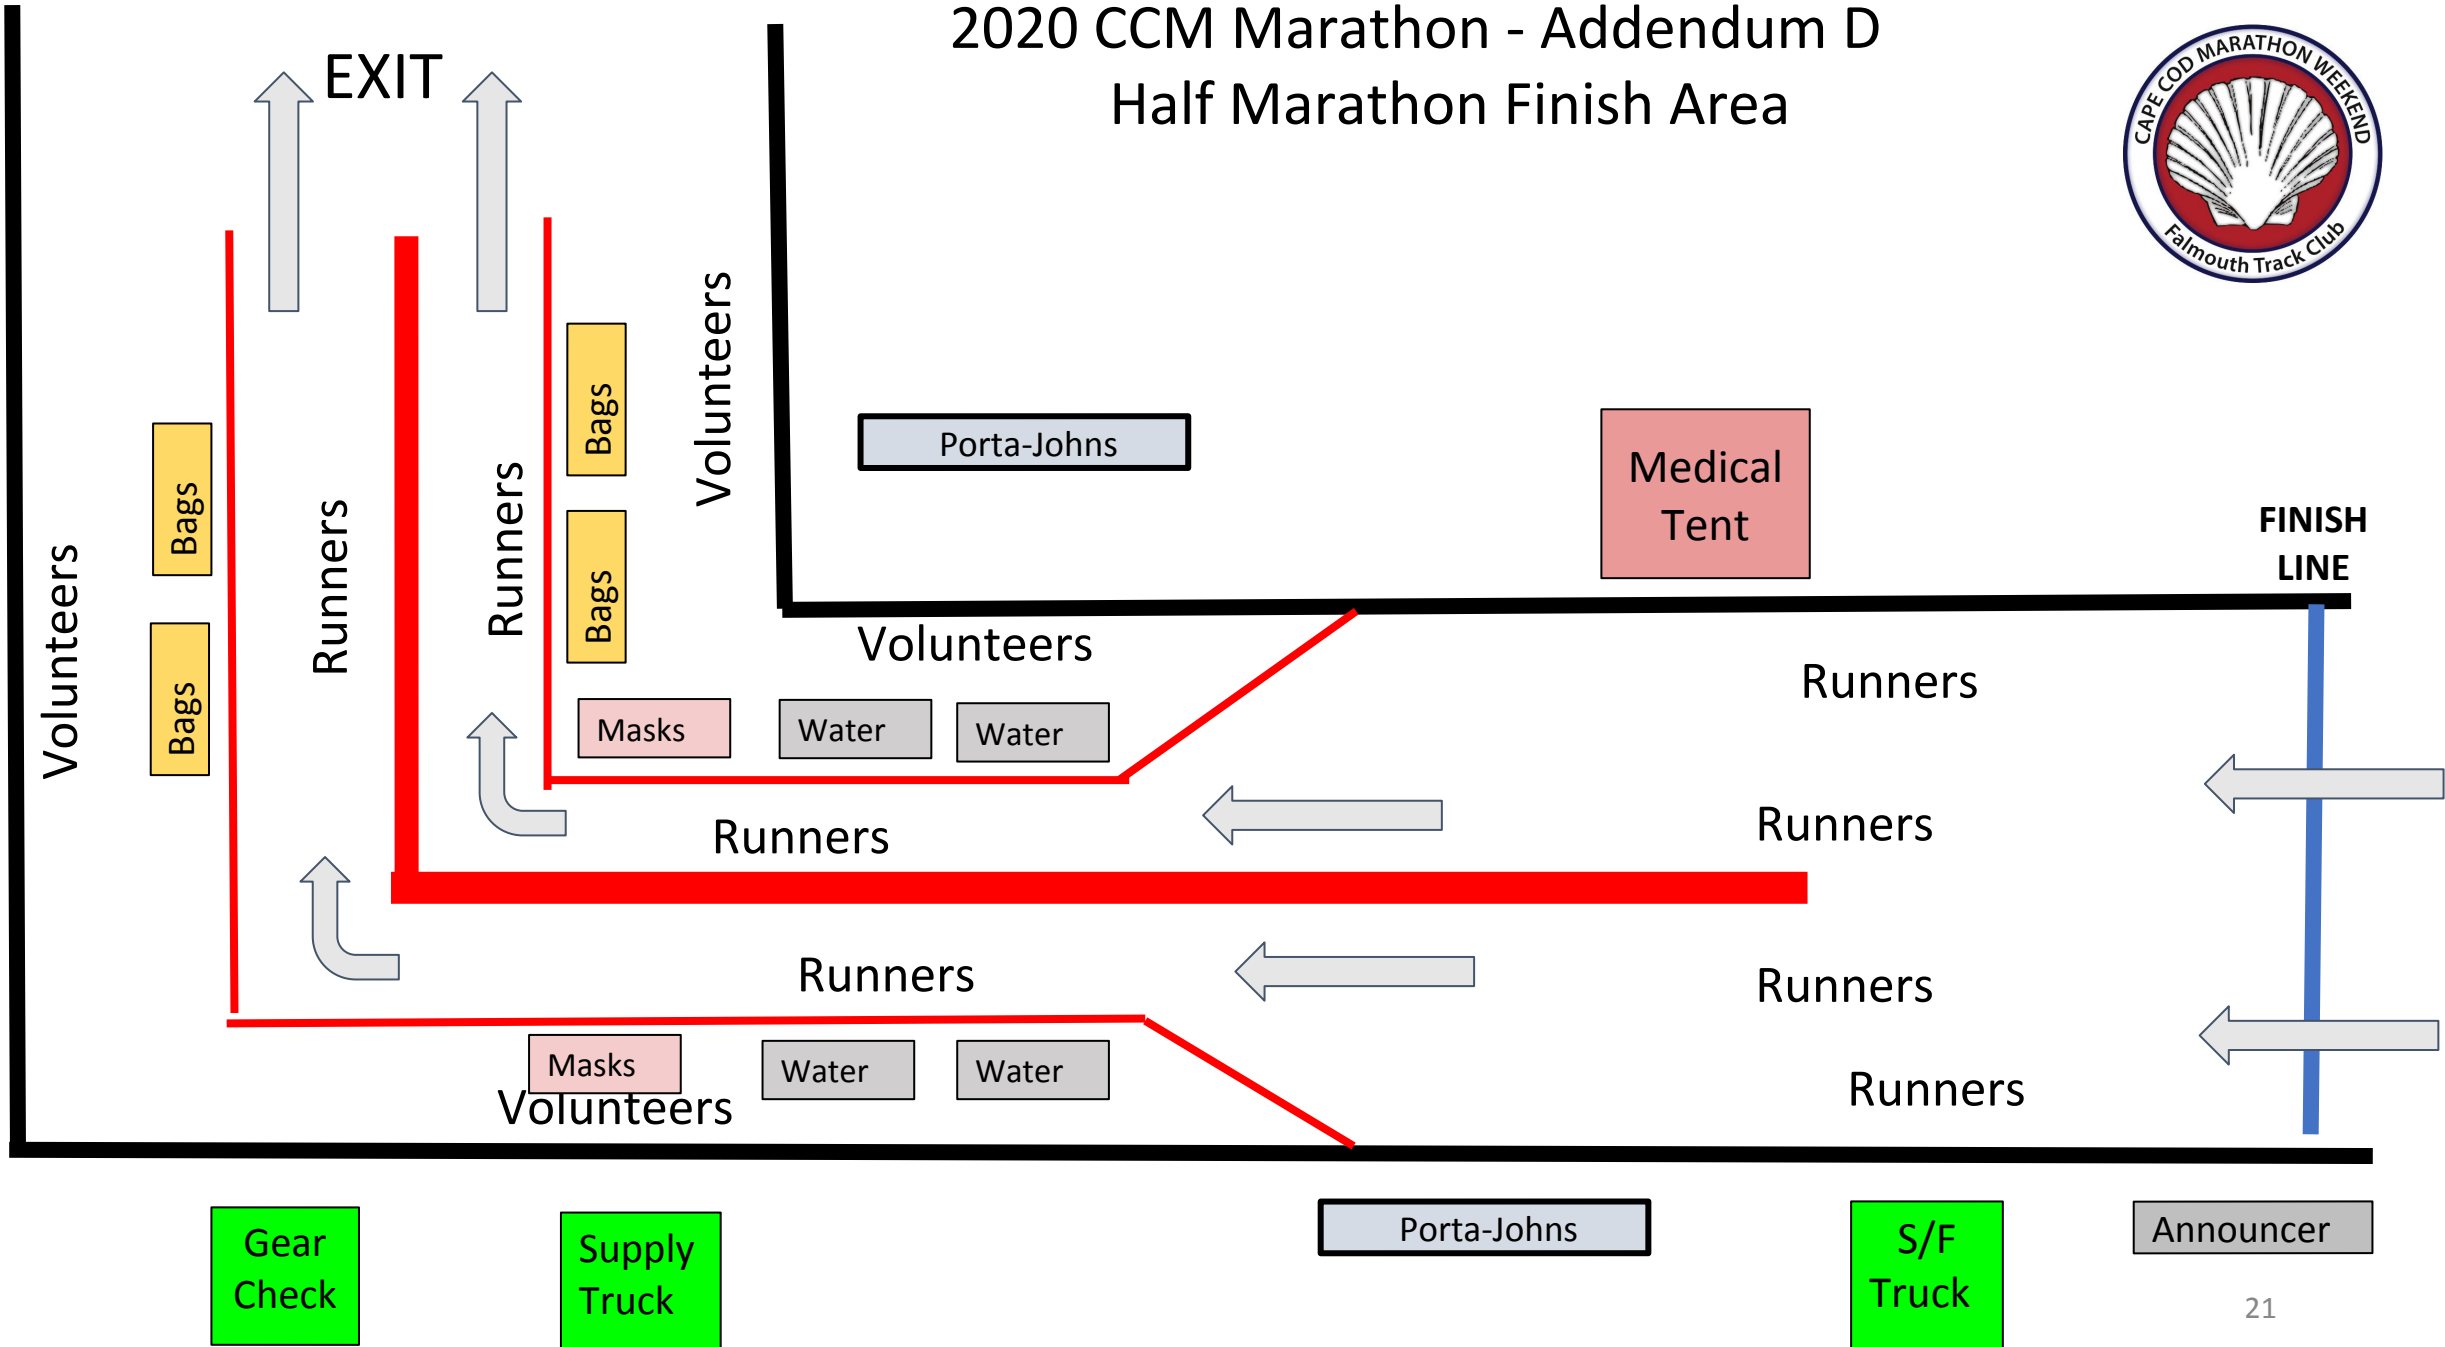 2020 CCM Marathon - Addendum D
Half Marathon Finish Area
CAPE COD MARATHON WEEKEND
Falmouth Track Club
EXIT
Volunteers
Bags
Bags
Runners
Runners
Bags
Bags
Volunteers
Porta-Johns
Medical
Tent
FINISH
LINE
Volunteers
Runners
Masks
Water
Water
Runners
Runners
Runners
Runners
Masks
Water
Water
Runners
Volunteers
Gear
Check
Supply
Truck
Porta-Johns
S/F
Truck
Announcer
21